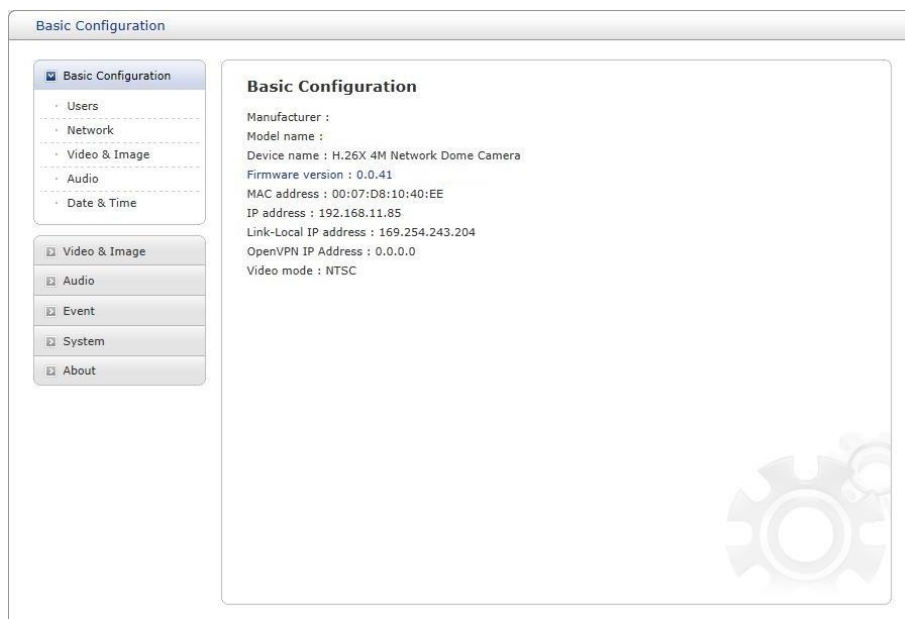 Basic Configuration
Basic Configuration
Users
Network
Video & Image
Audio
Date & Time
Video & Image
Audio
Event
System
About
Basic Configuration
Manufacturer :
Model name :
Device name : H.26X 4M Network Dome Camera
Firmware version : 0.0.41
MAC address : 00:07:D8:10:40:EE
IP address : 192.168.11.85
Link-Local IP address : 169.254.243.204
OpenVPN IP Address : 0.0.0.0
Video mode : NTSC